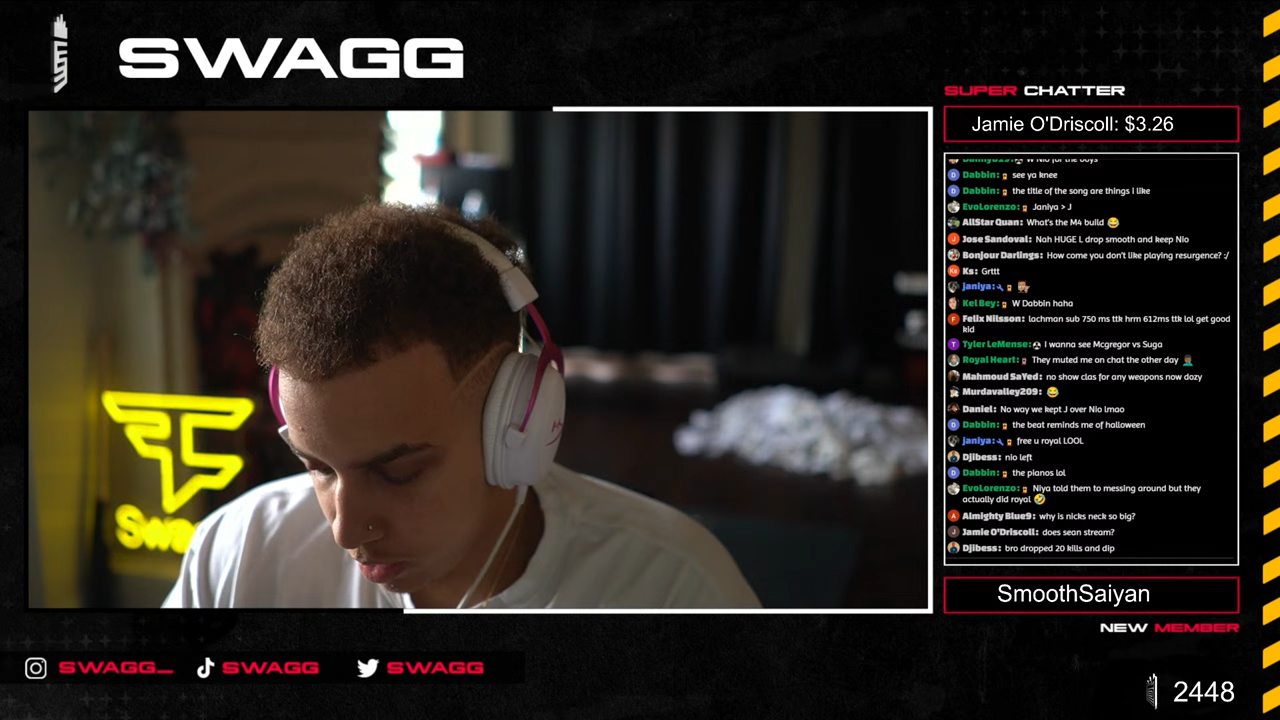 SWAGG
SUPER CHATTER
Jamie O'Driscoll: $3.26
W Nio for the boys
Dabbin: see ya knee
Dabbin: the title of the song are things i like
EvoLorenzo: Janiya > J
AllStar Quan: What's the M4 build 😂
Jose Sandoval: Nah HUGE L drop smooth and keep Nio
Bonjour Darlings: How come you don't like playing resurgence? :/
Ks: Grttt
janiya:
Kel Bey: W Dabbin haha
Felix Nilsson: lachman sub 750 ms ttk hrm 612ms ttk lol get good
kid
Tyler LeMense: I wanna see Mcgregor vs Suga
Royal Heart: They muted me on chat the other day
Mahmoud SaYed: no show clas for any weapons now dazy
Murdavalley209: 😂
Daniel: No way we kept J over Nio lmao
Dabbin: the beat reminds me of halloween
janiya: free u royal LOOL
Djibess: nio left
Dabbin: the pianos lol
EvoLorenzo: Niya told them to messing around but they
actually did royal 🤣
Almighty Blue9: why is nicks neck so big?
Jamie O'Driscoll: does sean stream?
Djibess: bro dropped 20 kills and dip
SmoothSaiyan
NEW MEMBER
SWAGG_ SWAGG SWAGG
2448